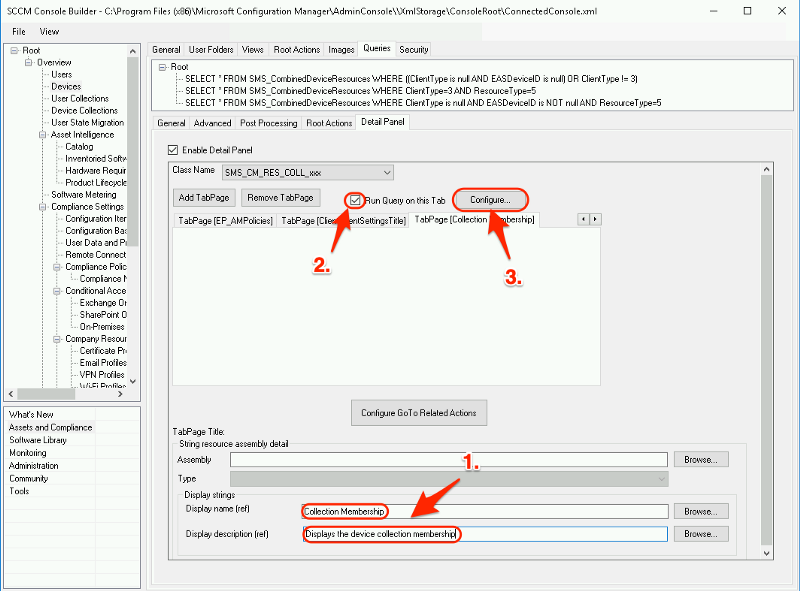 SCCM Console Builder - C:\Program Files (x86)\Microsoft Configuration Manager\AdminConsole\\XmlStorage\ConsoleRoot\ConnectedConsole.xml
File View
Root
Overview
Users
Devices
User Collections
Device Collections
User State Migration
Asset Intelligence
Catalog
Inventoried Softw
Hardware Requir
Product Lifecycle
Software Metering
Compliance Settings
Configuration Iter
Configuration Bas
User Data and Pr
Remote Connect
Compliance Polic
Compliance N
Conditional Acce
Exchange On
SharePoint O
On-Premises
Company Resour
Certificate Pr
Email Profiles
VPN Profiles
Wi-Fi Profiles
What's New
Assets and Compliance
Software Library
Monitoring
Administration
Community
Tools
General User Folders Views Root Actions Images Queries Security
Root
SELECT * FROM SMS_CombinedDeviceResources WHERE ((ClientType is null AND EASDeviceID is null) OR ClientType != 3)
SELECT * FROM SMS_CombinedDeviceResources WHERE ClientType=3 AND ResourceType=5
SELECT * FROM SMS_CombinedDeviceResources WHERE ClientType is null AND EASDeviceID is NOT null AND ResourceType=5
General Advanced Post Processing Root Actions Detail Panel
Enable Detail Panel
Class Name SMS_CM_RES_COLL_xxx
Add TabPage Remove TabPage Run Query on this Tab Configure...
TabPage [EP_AMPolicies] TabPage [Clie entSettingsTitle] TabPage [Collection mbership]
2.
3.
Configure GoTo Related Actions
TabPage Title:
String resource assembly detail
Assembly Browse...
1.
Type
Display strings
Display name (ref) Collection Membership Browse...
Display description (ref) Displays the device collection membership Browse...